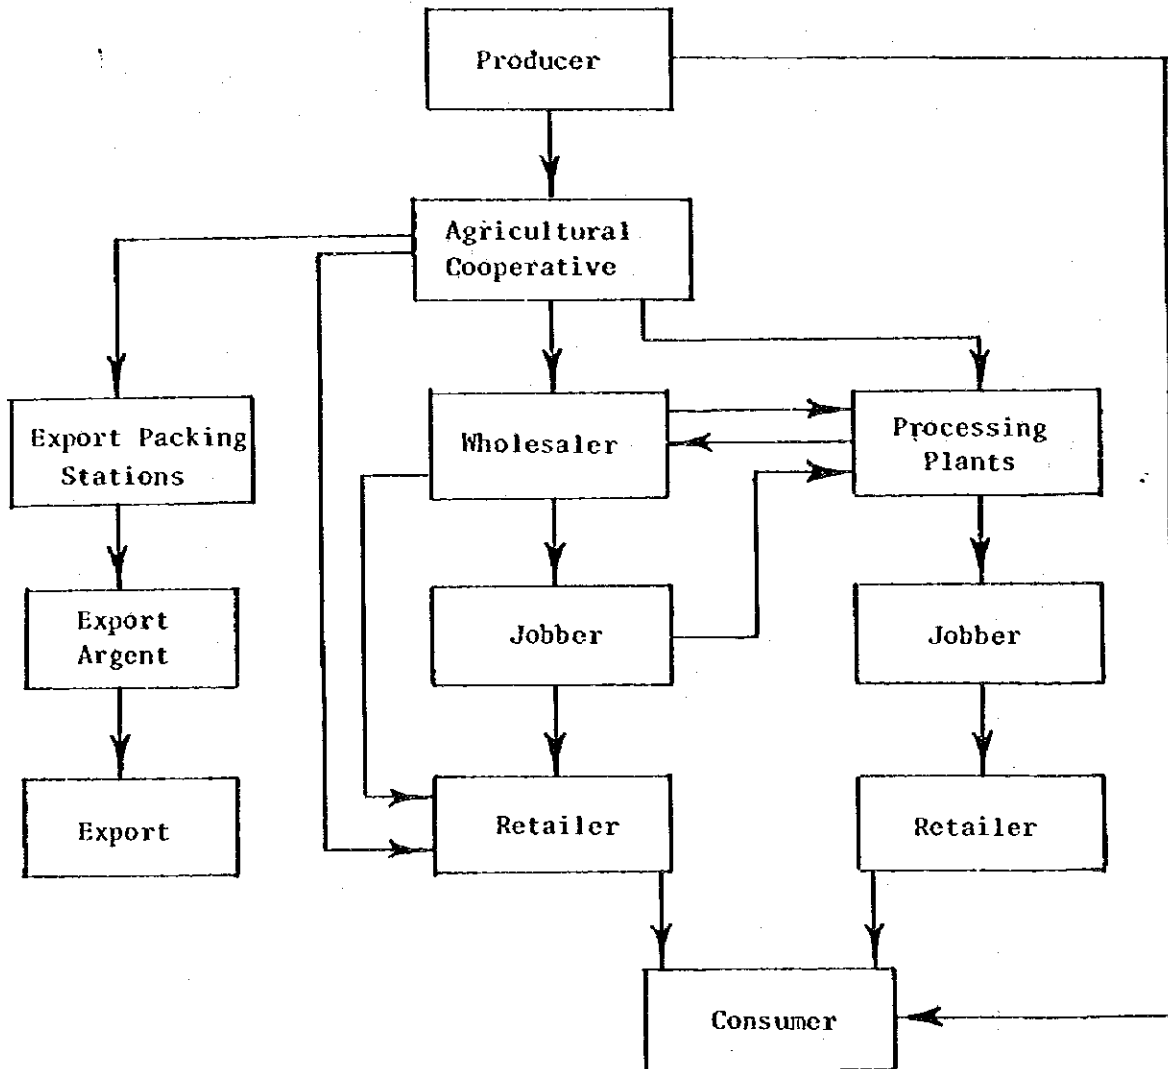 Producer
Agricultural
Cooperative
Export Packing
Stations
Wholesaler
Processing
Plants
Export
Argent
Jobber
Jobber
Export
Retailer
Retailer
Consumer